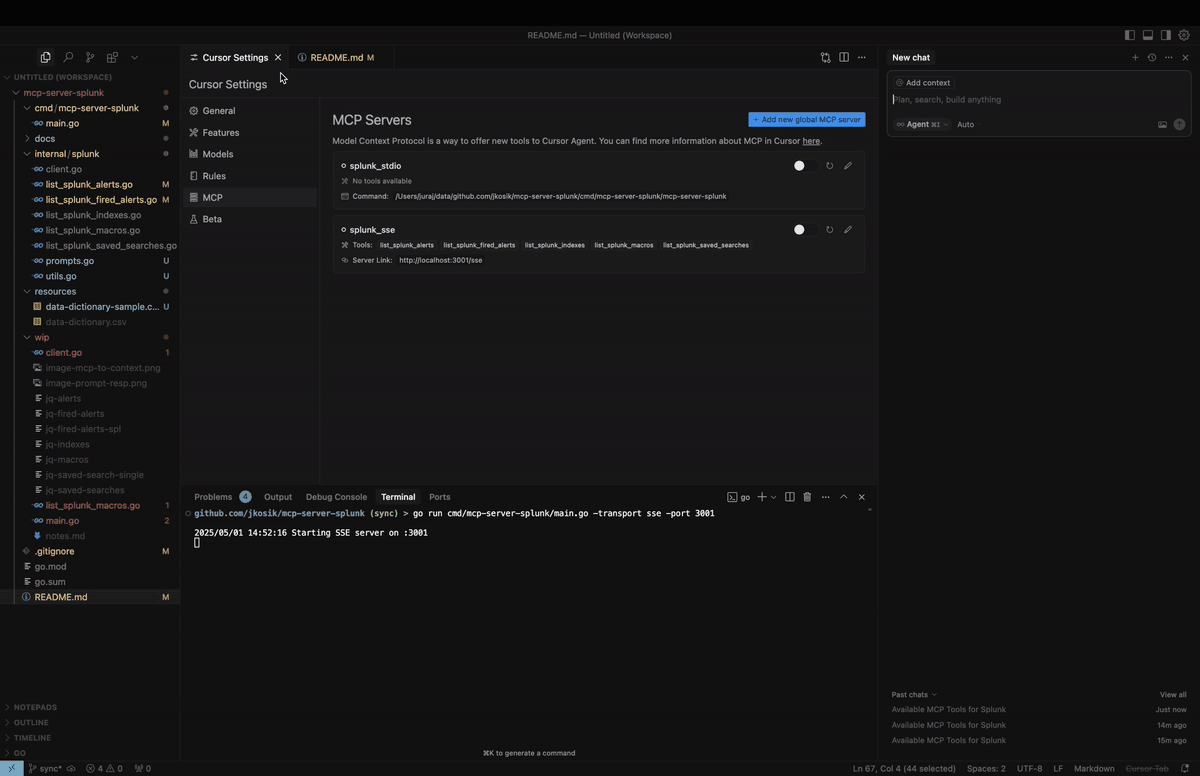 README.md — Untitled (Workspace)
Cursor Settings
README.md M
New chat
UNTITLED (WORKSPACE)
mcp-server-splunk
cmd / mcp-server-splunk
main.go M
docs
internal / splunk
client.go
list_splunk_alerts.go M
list_splunk_fired_alerts.go M
list_splunk_indexes.go
list_splunk_macros.go
list_splunk_saved_searches.go
prompts.go U
utils.go U
resources
data-dictionary-sample.c... U
data-dictionary.csv
wip
client.go 1
image-mcp-to-context.png
image-prompt-resp.png
jq-alerts
jq-fired-alerts
jq-fired-alerts-spl
jq-indexes
jq-macros
jq-saved-search-single
jq-saved-searches
list_splunk_macros.go 1
main.go 2
notes.md
.gitignore M
go.mod
go.sum
README.md M
NOTEPADS
OUTLINE
TIMELINE
GO
Cursor Settings
General
Features
Models
Rules
MCP
Beta
MCP Servers
+ Add new global MCP server
Model Context Protocol is a way to offer new tools to Cursor Agent. You can find more information about MCP in Cursor here.
splunk_stdio
No tools available
Command: /Users/juraj/data/github.com/jkosik/mcp-server-splunk/cmd/mcp-server-splunk/mcp-server-splunk
splunk_sse
Tools: list_splunk_alerts list_splunk_fired_alerts list_splunk_indexes list_splunk_macros list_splunk_saved_searches
Server Link: http://localhost:3001/sse
Problems 4 Output Debug Console Terminal Ports
go
github.com/jkosik/mcp-server-splunk (sync) > go run cmd/mcp-server-splunk/main.go -transport sse -port 3001
2025/05/01 14:52:16 Starting SSE server on :3001
⌘K to generate a command
@ Add context
Plan, search, build anything
∞ Agent ⌘I Auto
Past chats View all
Available MCP Tools for Splunk Just now
Available MCP Tools for Splunk 14m ago
Available MCP Tools for Splunk 15m ago
sync* 4 0 0
Ln 67, Col 4 (44 selected) Spaces: 2 UTF-8 LF Markdown Cursor Tab